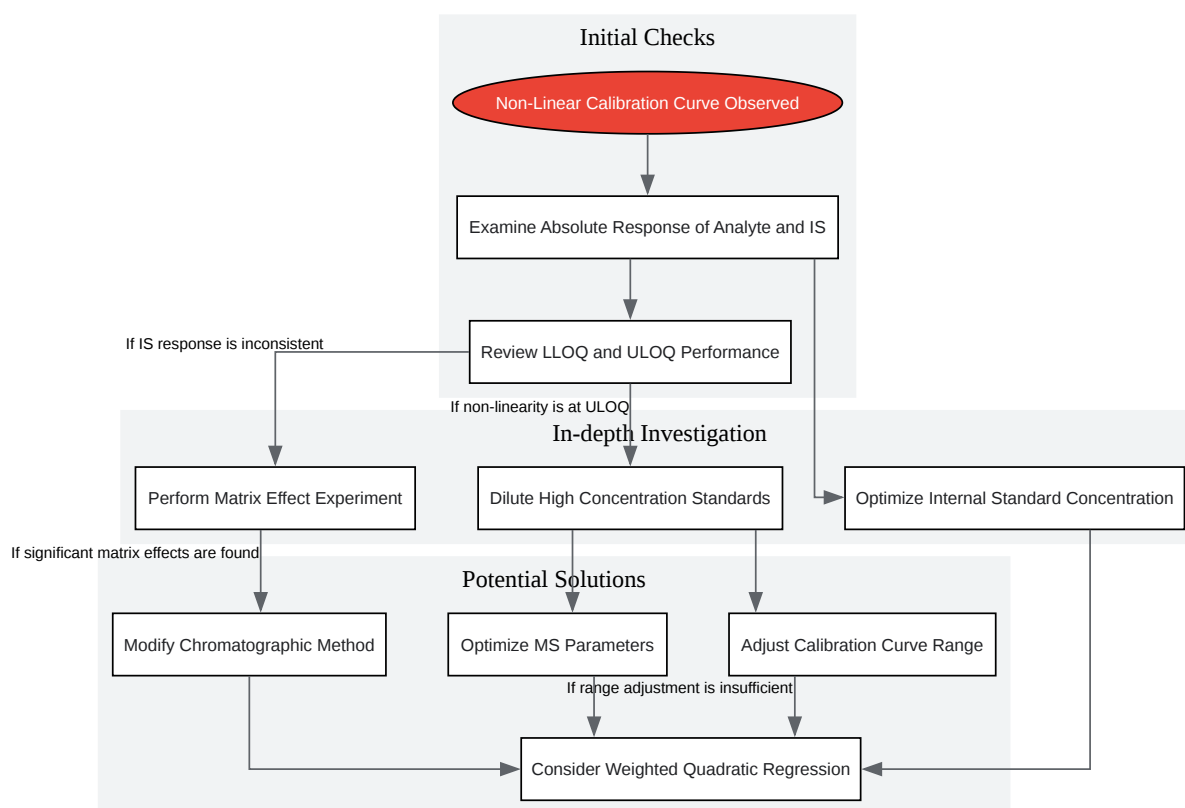 Initial Checks
Non-Linear Calibration Curve Observed
Examine Absolute Response of Analyte and IS
If IS response is inconsistent
Review LLOQ and ULOQ Performance
If non-linearity is at ULOQ
In-depth Investigation
Perform Matrix Effect Experiment
Dilute High Concentration Standards
Optimize Internal Standard Concentration
If significant matrix effects are found
Potential Solutions
Modify Chromatographic Method
Optimize MS Parameters
Adjust Calibration Curve Range
If range adjustment is insufficient
Consider Weighted Quadratic Regression